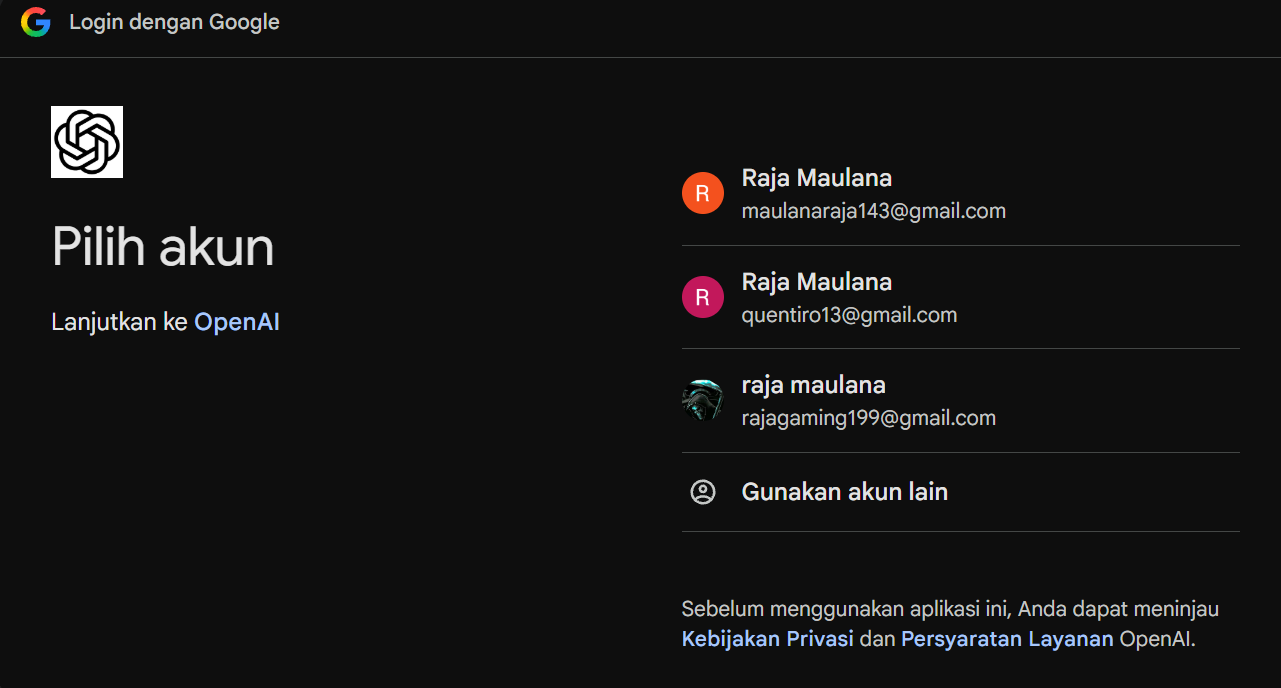 Login dengan Google
Pilih akun
Lanjutkan ke OpenAI
R
Raja Maulana
maulanaraja143@gmail.com
R
Raja Maulana
quentiro13@gmail.com
raja maulana
rajagaming199@gmail.com
Gunakan akun lain
Sebelum menggunakan aplikasi ini, Anda dapat meninjau
Kebijakan Privasi dan Persyaratan Layanan OpenAI.